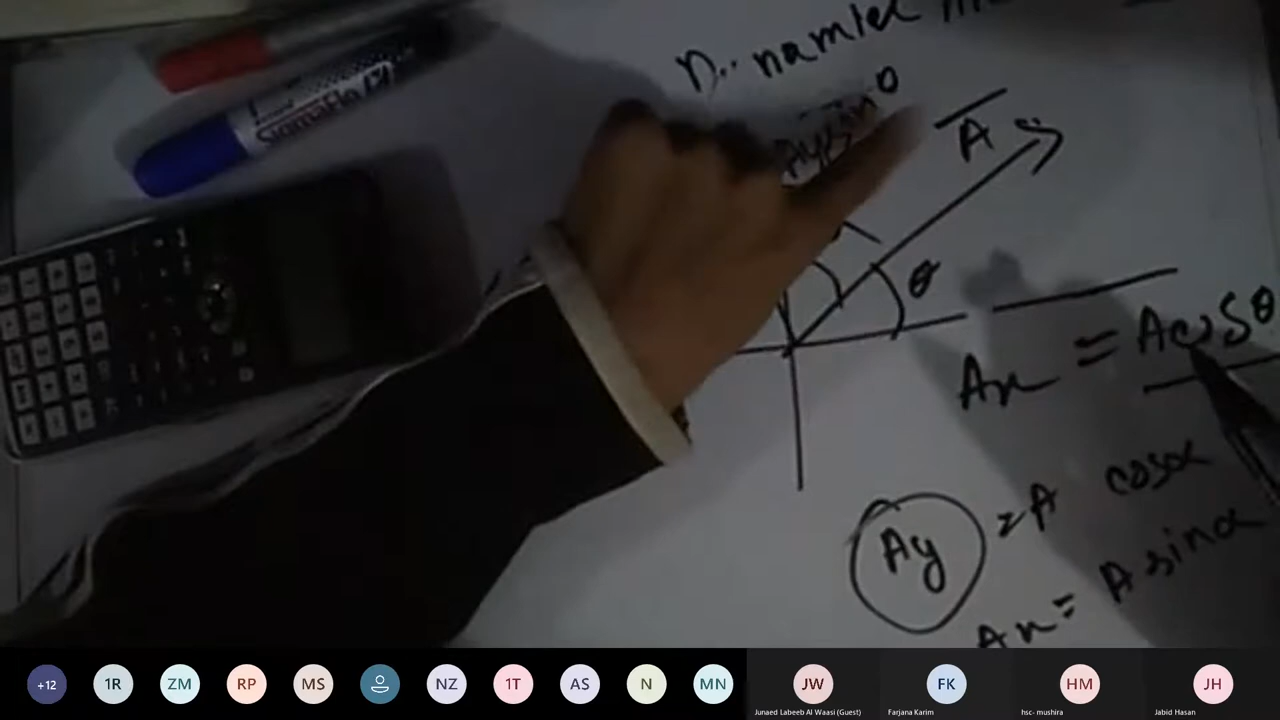 A
θ
Ax = Acosθ
Ay = A cosα
Ax = A sinα
+12
1R
ZM
RP
MS
NZ
1T
AS
N
MN
JW
FK
HM
JH
Junaed Labeeb Al Waasi (Guest)
Farjana Karim
hsc- mushira
Jabid Hasan